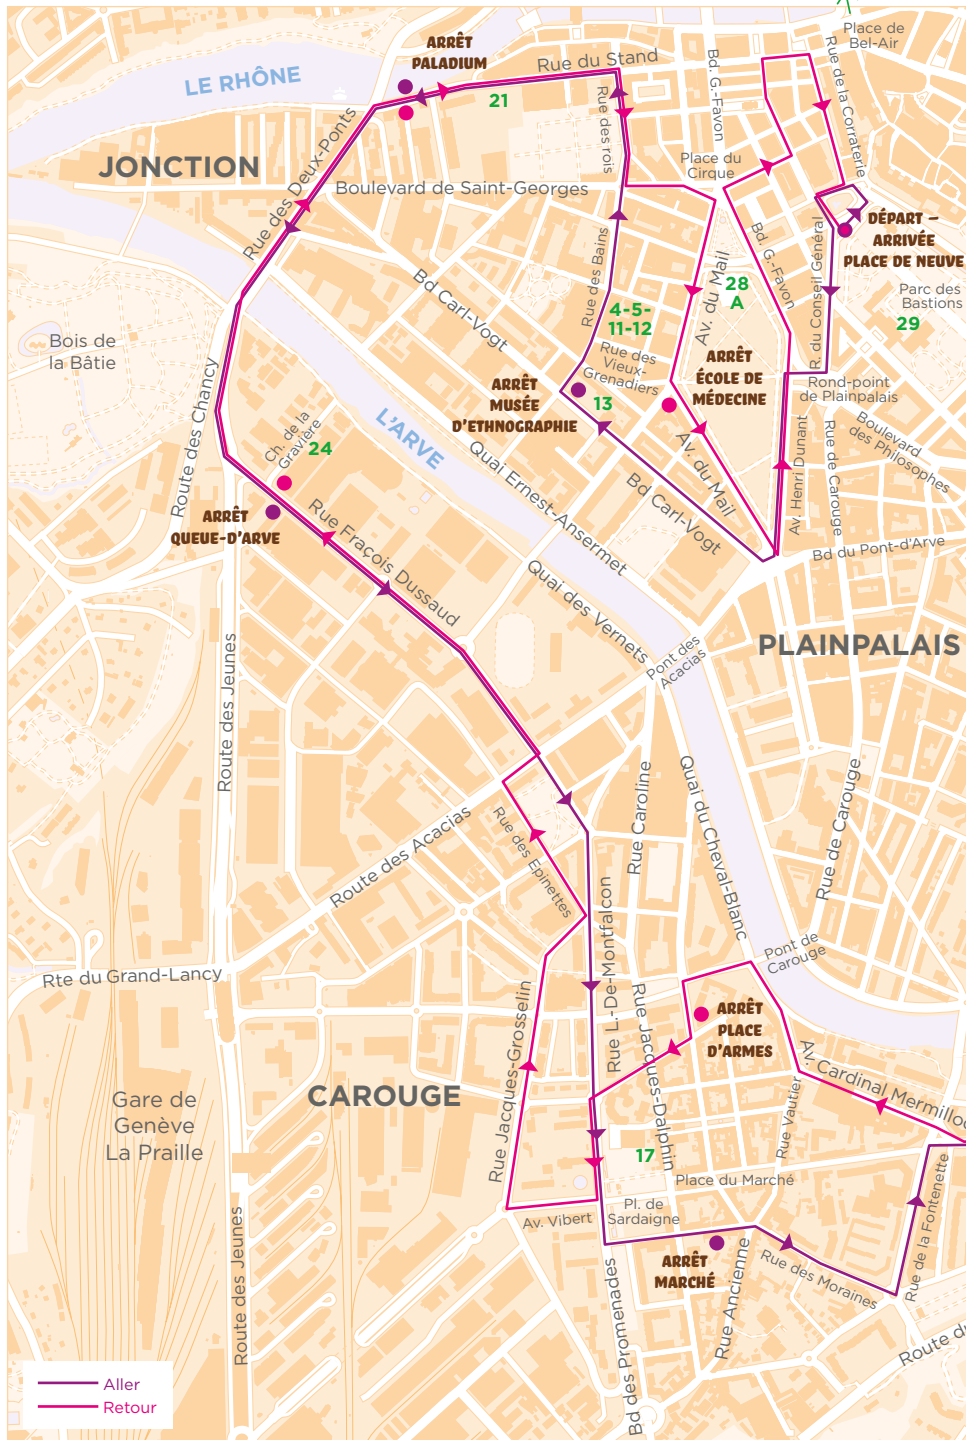 Place de
Bel-Air
ARRÊT
PALADIUM
Rue du Stand
LE RHÔNE
21
Bd. G.-Favon
Rue de la Corraterie
Rue des rois
JONCTION
Rue des Deux-Ponts
Place du
Cirque
Boulevard de Saint-Georges
DÉPART –
ARRIVÉE
PLACE DE NEUVE
Rue des Bains
Bd. G.-Favon
R. du Conseil Général
Av. du Mail
28
A
Parc des
Bastions
29
Bd Carl-Vogt
4-5-
11-12
Bois de
la Bâtie
Rue des
Vieux-
Grenadiers
ARRÊT
ÉCOLE DE
MÉDECINE
ARRÊT
MUSÉE
D'ETHNOGRAPHIE
13
Rond-point
de Plainpalais
Route des Chancy
L'ARVE
Ch. de la
Gravière
24
Av. du Mail
Av. Henri Dunant
Rue de Carouge
Boulevard
des Philosophes
Quai Ernest-Ansermet
Bd Carl-Vogt
ARRÊT
QUEUE-D'ARVE
Rue Fraçois Dussaud
Bd du Pont-d'Arve
Quai des Vernets
PLAINPALAIS
Pont des
Acacias
Route des Jeunes
Quai du Cheval-Blanc
Rue Caroline
Rue de Carouge
Route des Acacias
Rue des Epinettes
Rue L.-De-Montfalcon
Pont de
Carouge
Rte du Grand-Lancy
Rue Jacques-Grosselin
Rue Jacques-Dalphin
ARRÊT
PLACE
D'ARMES
Av. Cardinal Mermillod
CAROUGE
Gare de
Genève
La Praille
Rue Vautier
17
Place du Marché
Rue de la Fontenette
Av. Vibert
Pl. de
Sardaigne
Route des Jeunes
ARRÊT
MARCHÉ
Rue Ancienne
Rue des Moraines
Bd des Promenades
Route du
Aller
Retour